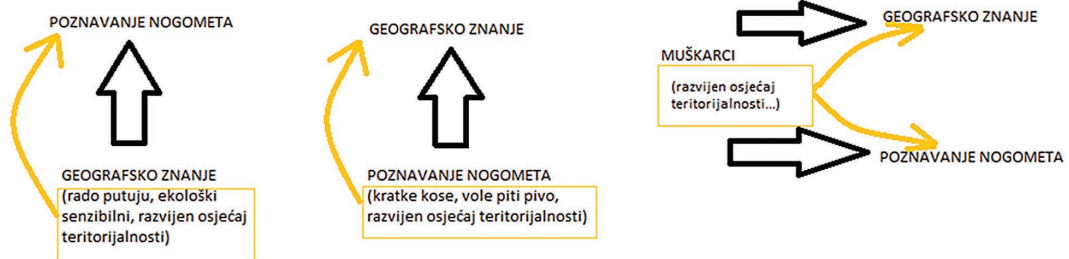 POZNAVANJE NOGOMETA
GEOGRAFSKO ZNANJE
(rado putuju, ekološki
senzibilni, razvijen osjećaj
teritorijalnosti)
GEOGRAFSKO ZNANJE
POZNAVANJE NOGOMETA
(kratke kose, vole piti pivo,
razvijen osjećaj teritorijalnosti)
GEOGRAFSKO ZNANJE
MUŠKARCI
(razvijen osjećaj
teritorijalnosti...)
POZNAVANJE NOGOMETA